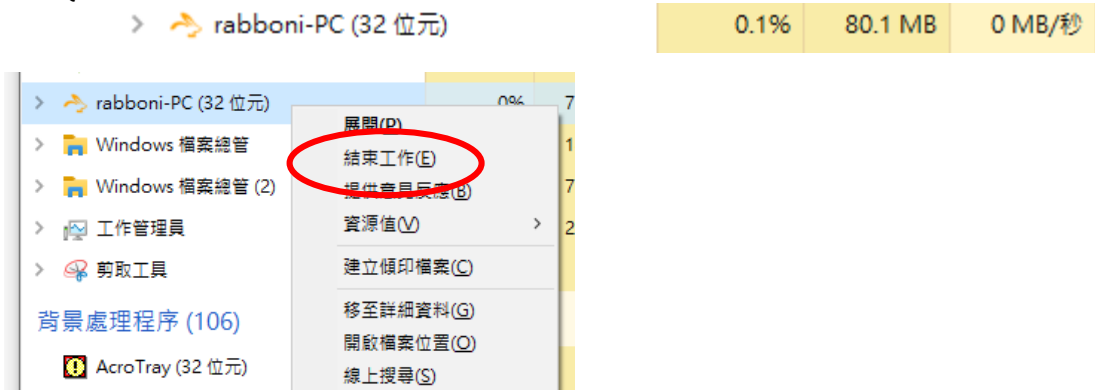 rabboni-PC (32 位元) 0.1% 80.1 MB 0 MB/秒
rabboni-PC (32 位元) 0% 7
展開(P)
Windows 檔案總管 1
結束工作(E)
Windows 檔案總管 (2) 7
提供意見反應(B)
工作管理員 2
資源值(V)
剪取工具
建立傾印檔案(C)
移至詳細資料(G)
背景處理程序 (106)
開啟檔案位置(O)
AcroTray (32 位元)
線上搜尋(S)